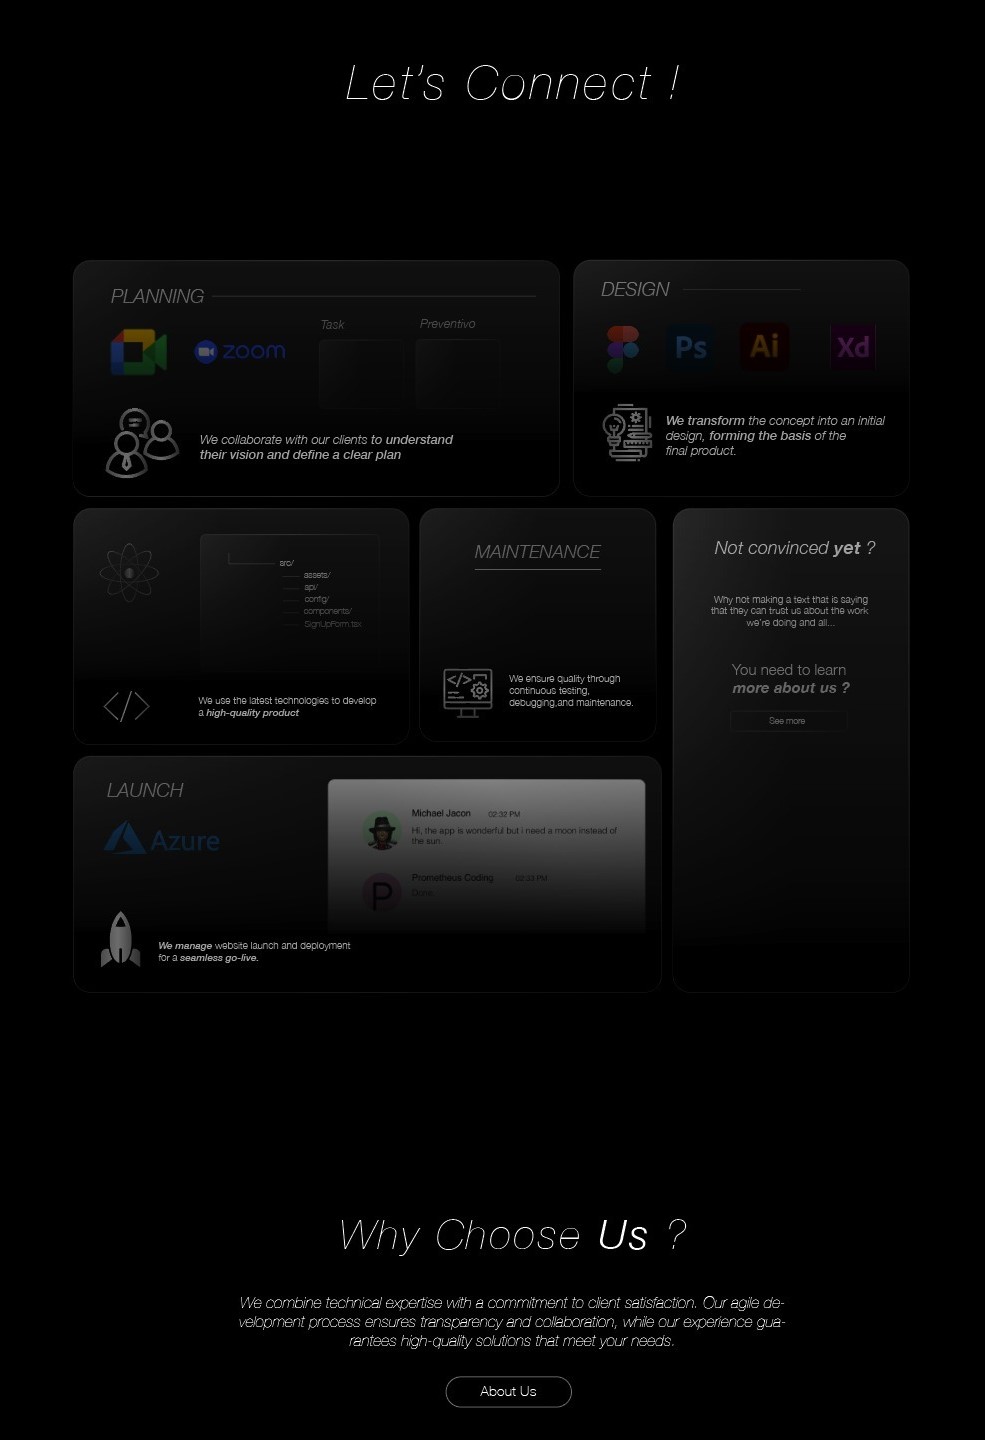 Let's Connect !
PLANNING
Task
Preventivo
zoom
We collaborate with our clients to understand
their vision and define a clear plan
DESIGN
Ps
Ai
Xd
We transform the concept into an initial
design, forming the basis of the
final product.
src/
assets/
api/
config/
components/
SignUpForm.tsx
</>
We use the latest technologies to develop
a high-quality product
MAINTENANCE
</>
We ensure quality through
continuous testing,
debugging,and maintenance.
Not convinced yet ?
Why not making a text that is saying
that they can trust us about the work
we're doing and all...
You need to learn
more about us ?
See more
LAUNCH
Azure
Michael Jacon 02:32 PM
Hi, the app is wonderful but i need a moon instead of
the sun.
Prometheus Coding 02:33 PM
P
Done.
We manage website launch and deployment
for a seamless go-live.
Why Choose Us ?
We combine technical expertise with a commitment to client satisfaction. Our agile de-
velopment process ensures transparency and collaboration, while our experience gua-
rantees high-quality solutions that meet your needs.
About Us